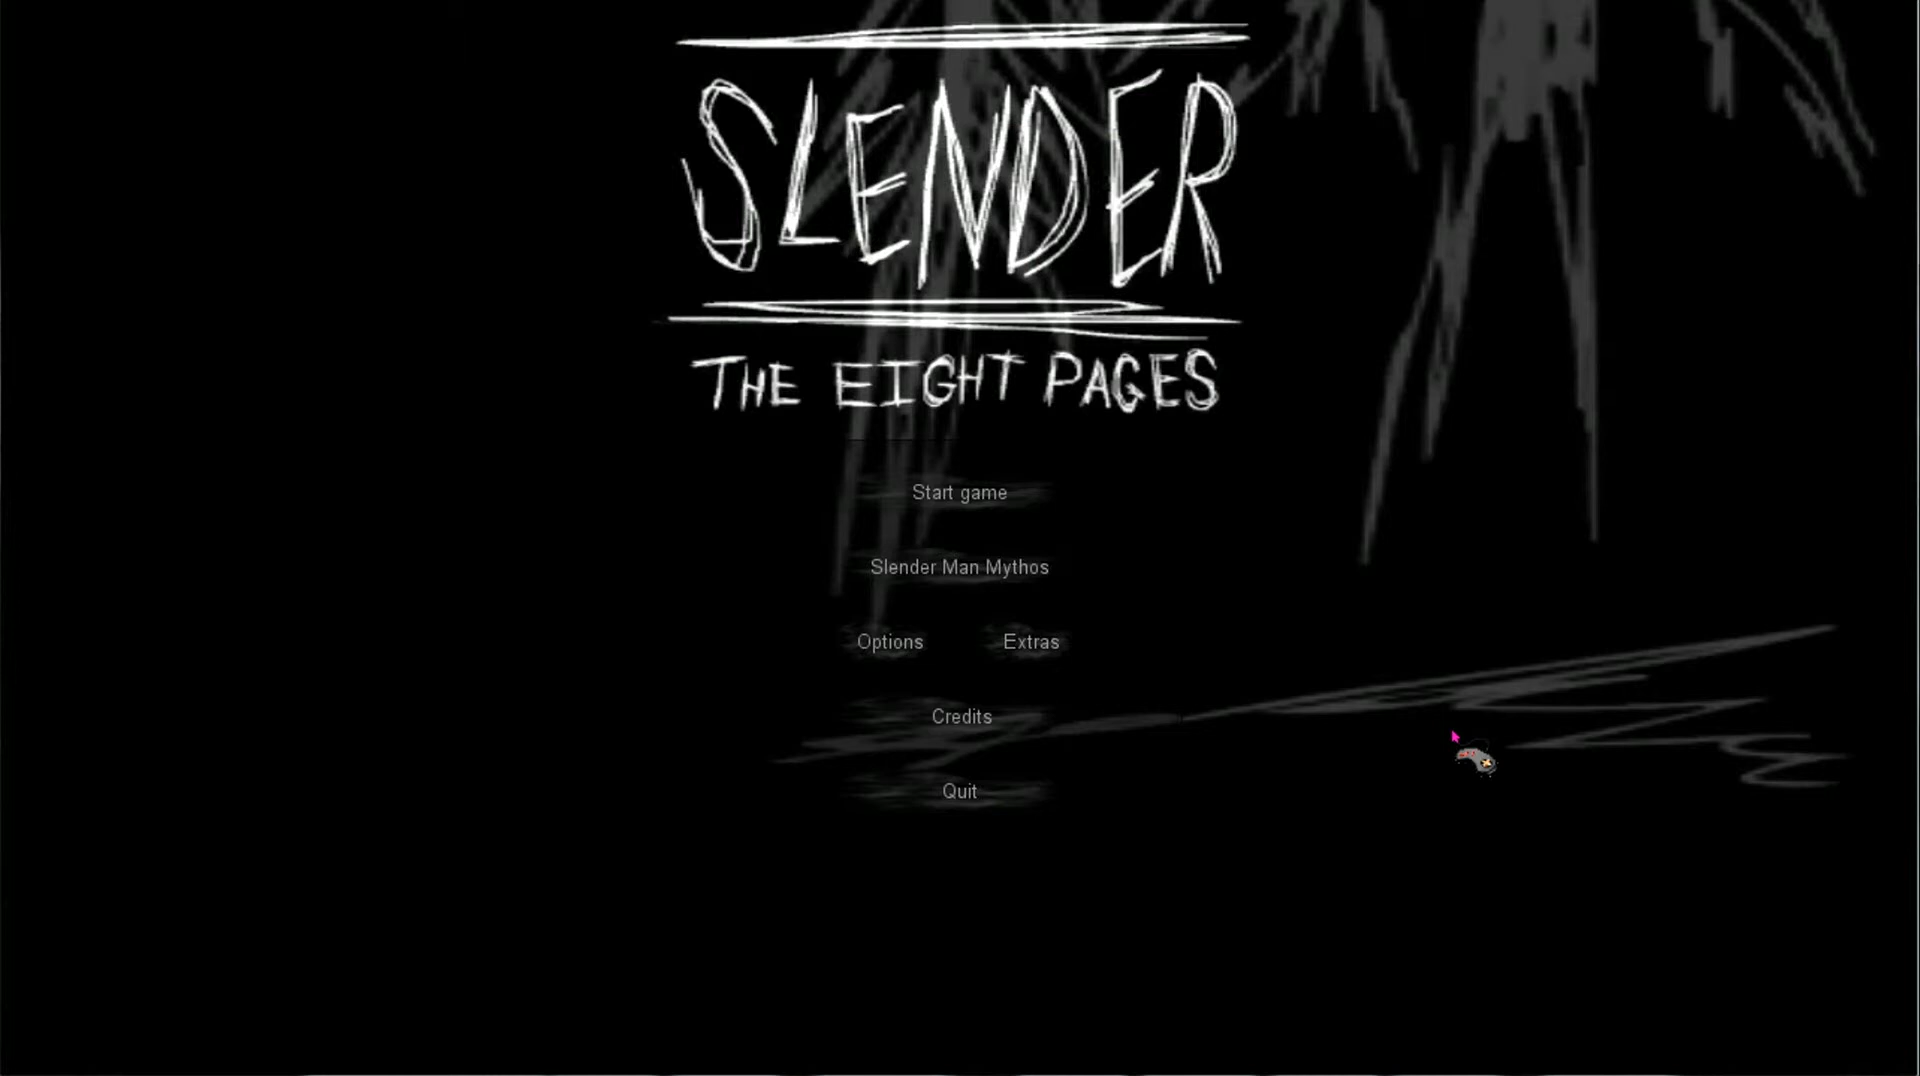 SLENDER
THE EIGHT PAGES
Start game
Slender Man Mythos
Options Extras
Credits
Quit